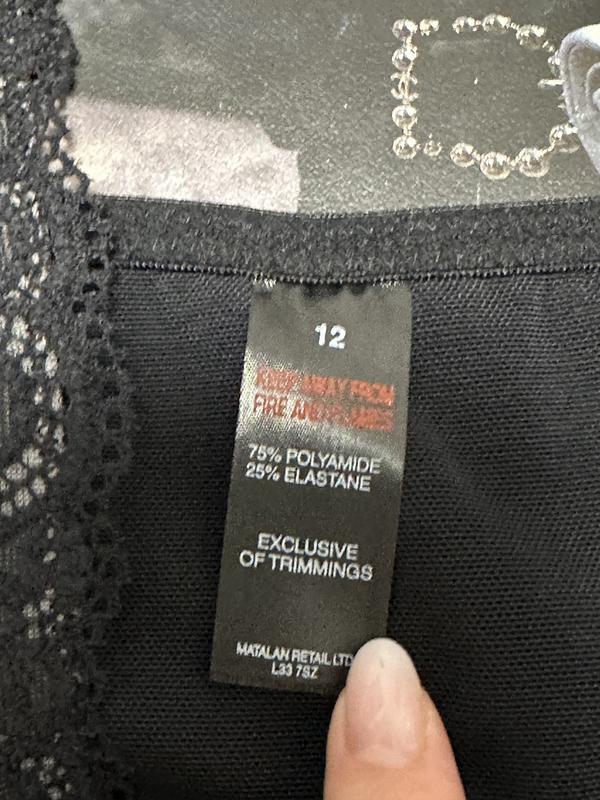 12
KEEP AWAY FROM
FIRE AND FLAMES
75% POLYAMIDE
25% ELASTANE
EXCLUSIVE
OF TRIMMINGS
MATALAN RETAIL LTD
L33 7SZ